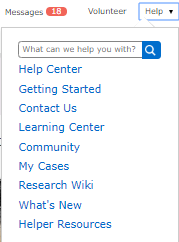 Messages 18 Volunteer Help ▼
What can we help you with?
Help Center
Getting Started
Contact Us
Learning Center
Community
My Cases
Research Wiki
What's New
Helper Resources